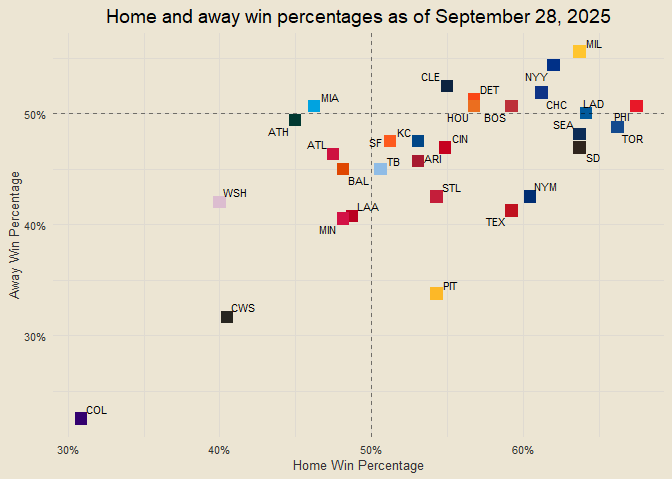 Home and away win percentages as of September 28, 2025
MIL
CLE
NYY
DET
MIA
50%
HOU
BOS
CHC
LAD
PHI
ATH
SEA
TOR
ATL
SF
KC
CIN
TB
ARI
SD
BAL
WSH
STL
NYM
LAA
MIN
TEX
40%
Away Win Percentage
PIT
CWS
30%
COL
30%
40%
50%
60%
Home Win Percentage